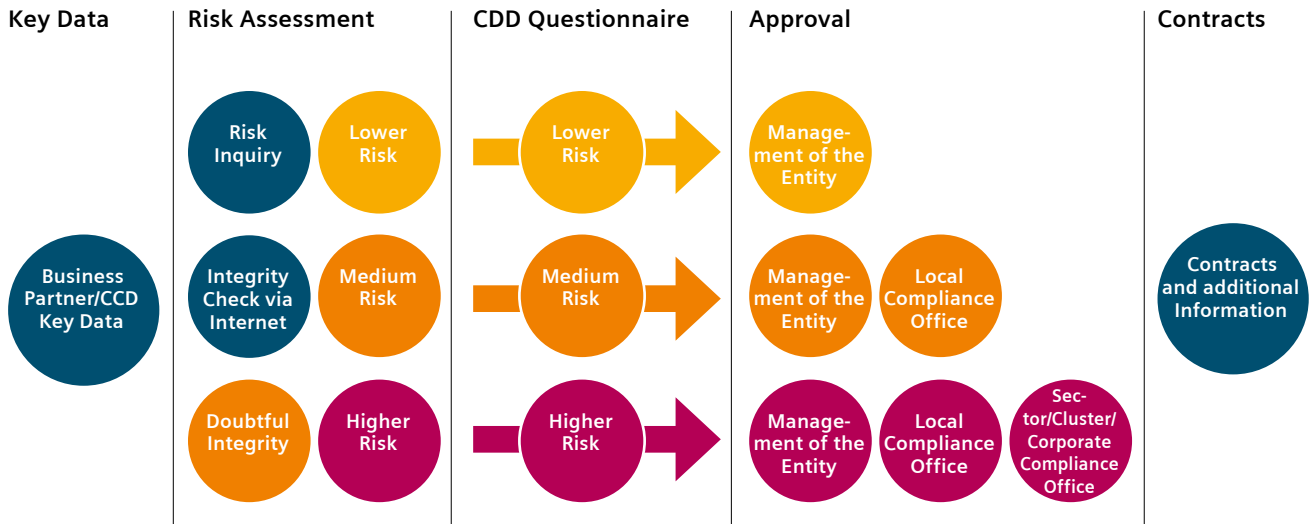 Key Data
Risk Assessment
CDD Questionnaire
Approval
Contracts
Business
Partner/CCD
Key Data
Risk
Inquiry
Lower
Risk
Lower
Risk
Manage-
ment of the
Entity
Integrity
Check via
Internet
Medium
Risk
Medium
Risk
Manage-
ment of the
Entity
Local
Compliance
Office
Doubtful
Integrity
Higher
Risk
Higher
Risk
Manage-
ment of the
Entity
Local
Compliance
Office
Sec-
tor/Cluster/
Corporate
Compliance
Office
Contracts
and additional
Information